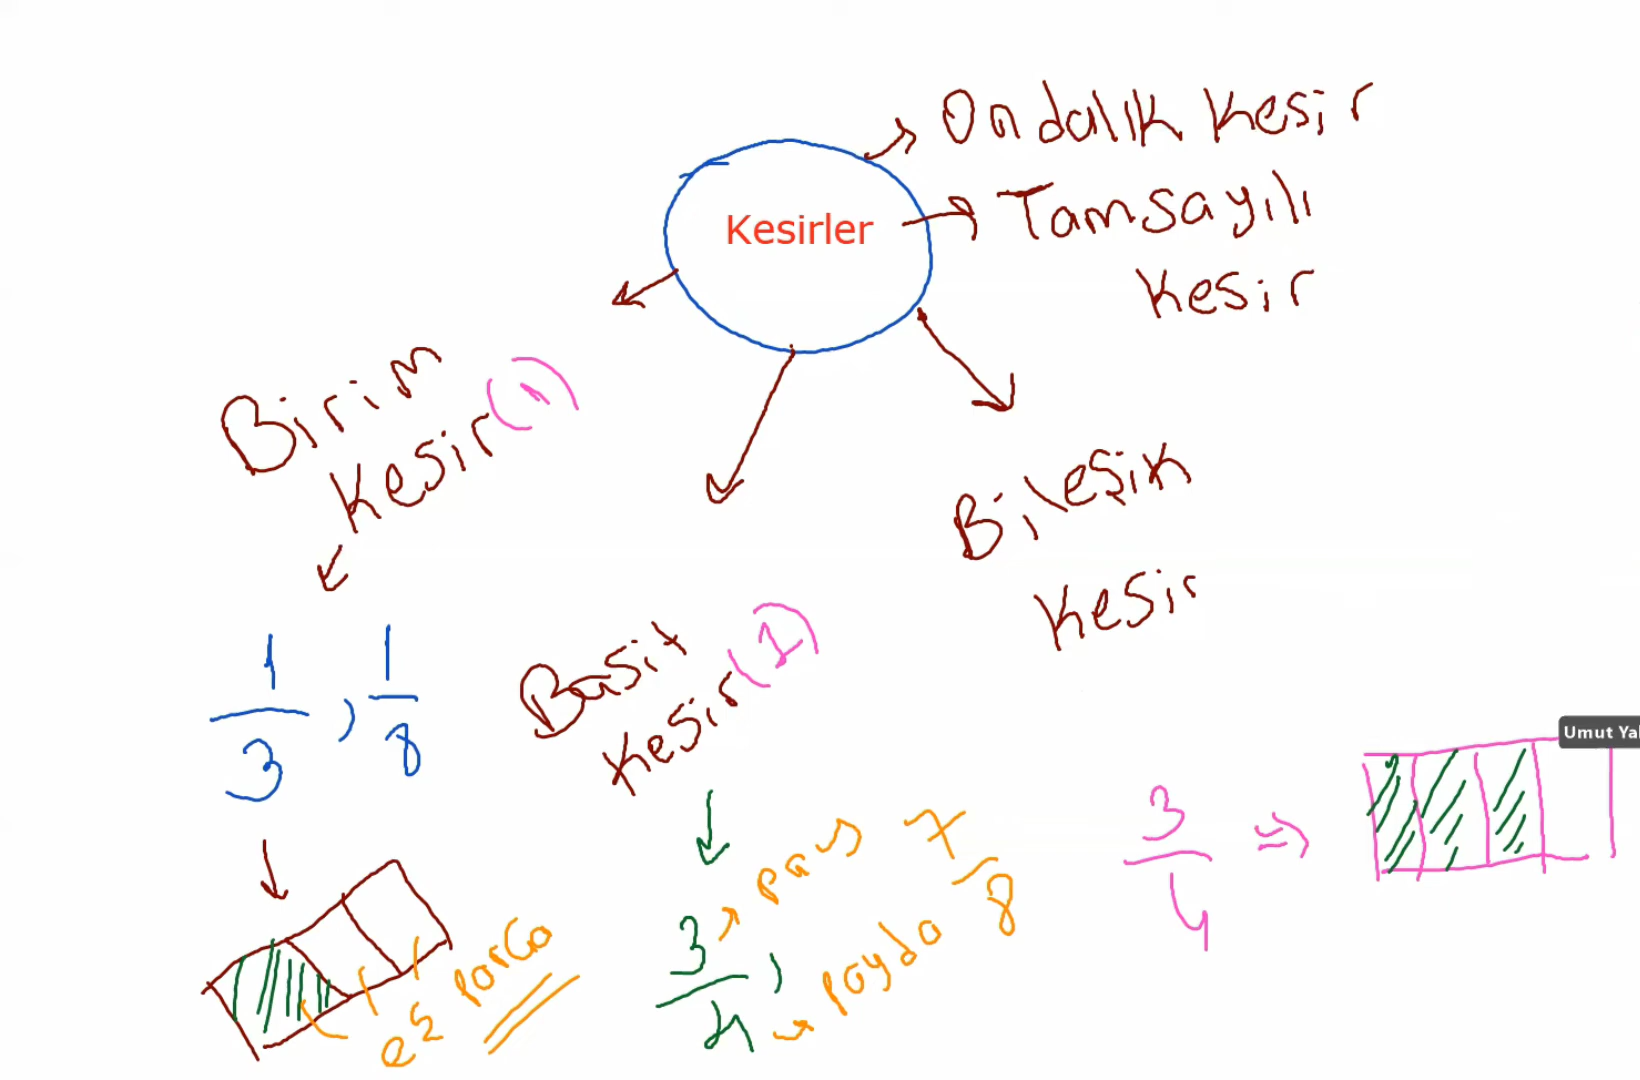 Ondalık Kesir
Kesirler
Tamsayılı
Kesir
Birim
Kesir (1)
Bileşik
Kesir
Basit
Kesir (2)
1/3 , 1/8
3/4 , 7/8
pay
payda
3/4 ⇒
eş parça
Umut Yal